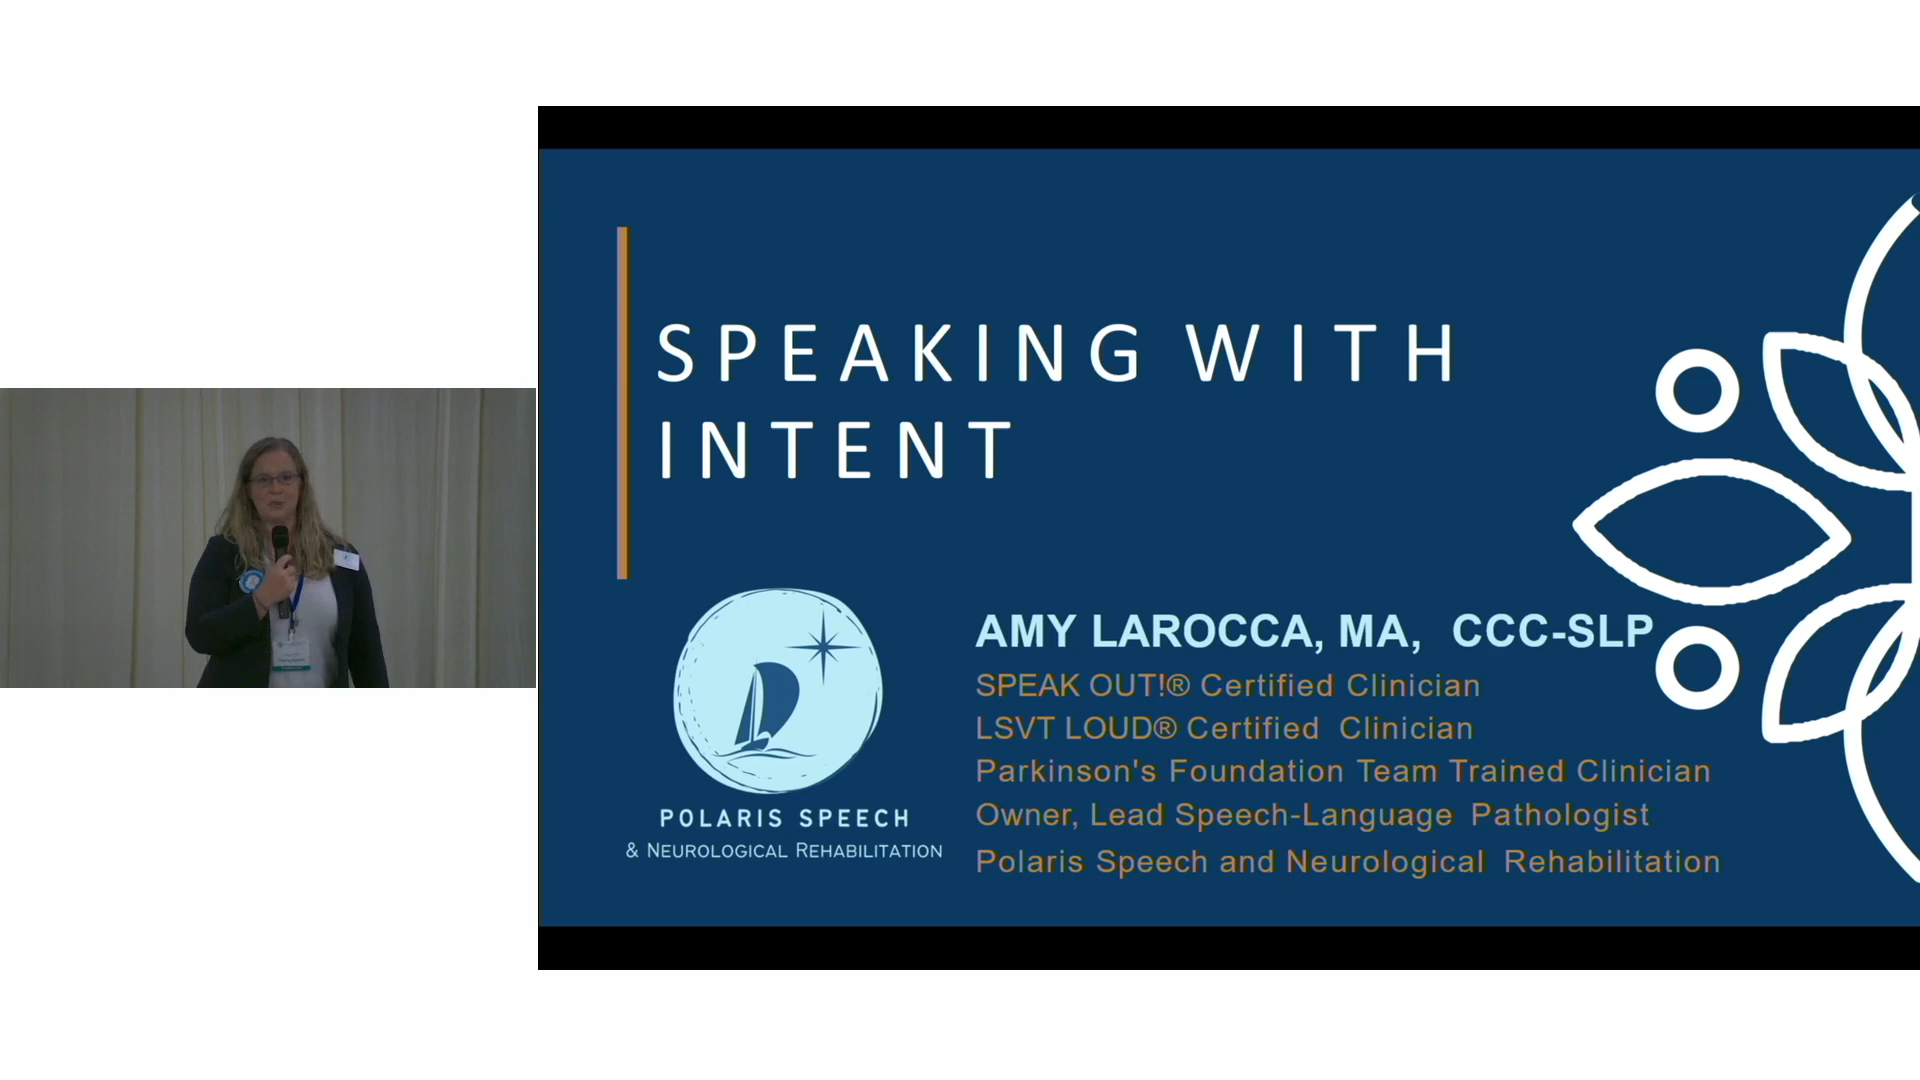 SPEAKING WITH
INTENT
AMY LAROCCA, MA, CCC-SLP
SPEAK OUT!® Certified Clinician
LSVT LOUD® Certified Clinician
Parkinson's Foundation Team Trained Clinician
Owner, Lead Speech-Language Pathologist
Polaris Speech and Neurological Rehabilitation
POLARIS SPEECH
& NEUROLOGICAL REHABILITATION